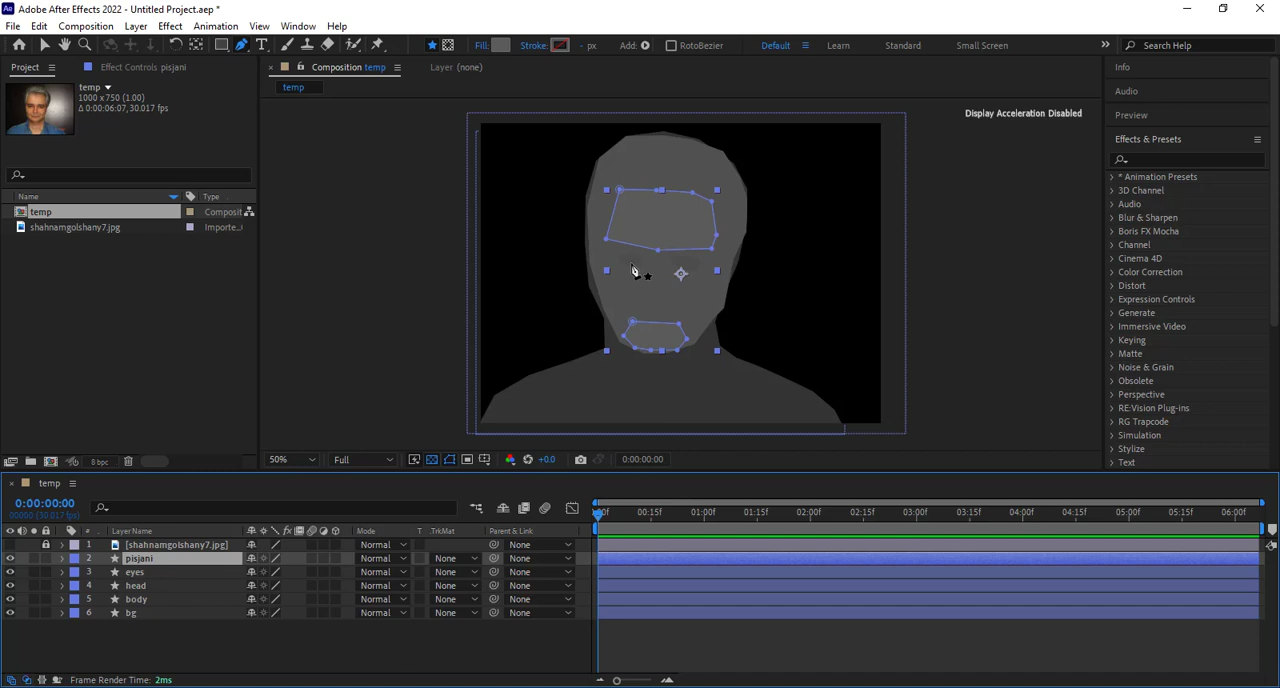 Ae Adobe After Effects 2022 - Untitled Project.aep *
File Edit Composition Layer Effect Animation View Window Help
Fill: Stroke: - px Add: RotoBezier Default Learn Standard Small Screen Search Help
Project Effect Controls pisjani Composition temp Layer (none) Info
temp
1000 x 750 (1.00)
Δ 0:00:06:07, 30.017 fps
temp
Display Acceleration Disabled
Audio
Preview
Effects & Presets
* Animation Presets
3D Channel
Audio
Blur & Sharpen
Boris FX Mocha
Channel
Cinema 4D
Color Correction
Distort
Expression Controls
Generate
Immersive Video
Keying
Matte
Noise & Grain
Obsolete
Perspective
RE:Vision Plug-ins
RG Trapcode
Simulation
Stylize
Text
Name Type
temp Composit
shahnamgolshany7.jpg Importe...
8 bpc
50% Full +0.0 0:00:00:00
temp
0:00:00:00
00000 (30.017 fps)
:00f 00:15f 01:00f 01:15f 02:00f 02:15f 03:00f 03:15f 04:00f 04:15f 05:00f 05:15f 06:00f
# Layer Name fx Mode T .TrkMat Parent & Link
1 [shahnamgolshany7.jpg] Normal None
2 pisjani Normal None None
3 eyes Normal None None
4 head Normal None None
5 body Normal None None
6 bg Normal None None
Frame Render Time: 2ms